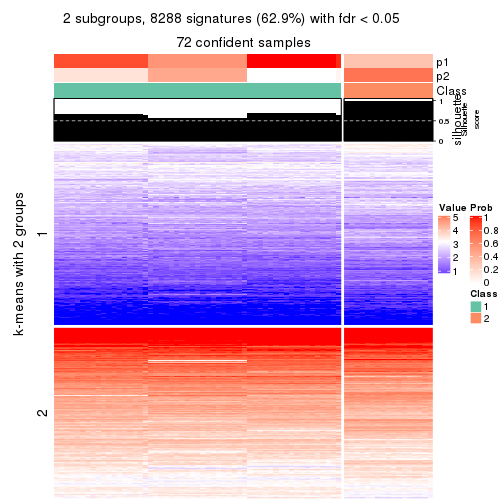 2 subgroups, 8288 signatures (62.9%) with fdr < 0.05
72 confident samples
p1
p2
Class
1
0.5
0
silhouette
Silhouette
score
k-means with 2 groups
1
2
Value
5
4
3
2
1
Prob
1
0.8
0.6
0.4
0.2
0
Class
1
2